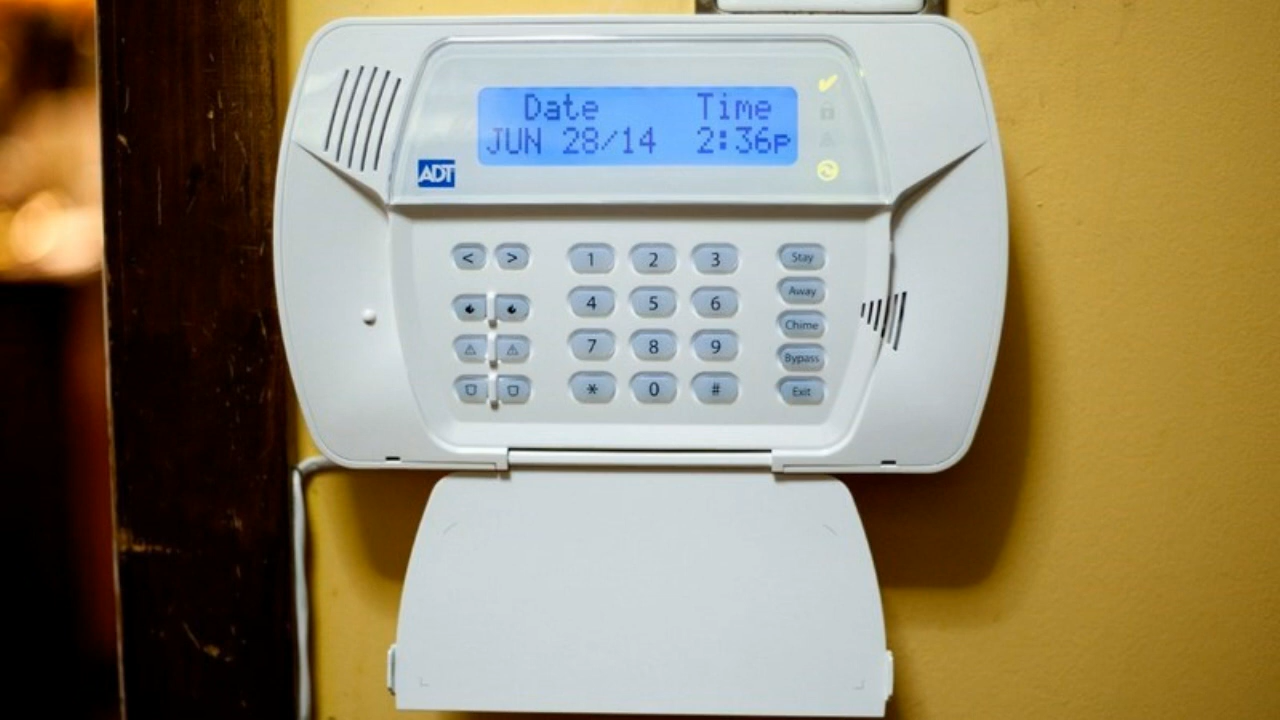 Date Time
JUN 28/14 2:36p
ADT
< >
1 2 3
Stay
4 5 6
Away
Chime
7 8 9
Bypass
* 0 #
Exit